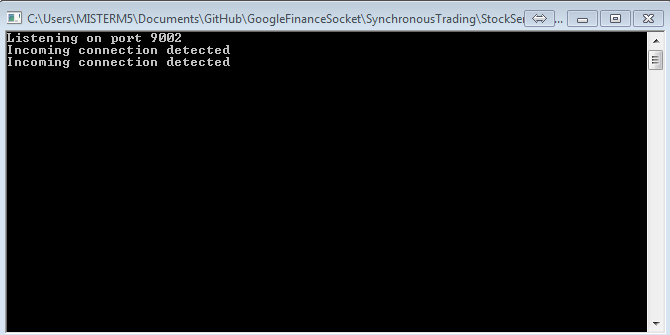 C:\Users\MISTERM5\Documents\GitHub\GoogleFinanceSocket\SynchronousTrading\StockSer...
Listening on port 9002
Incoming connection detected
Incoming connection detected